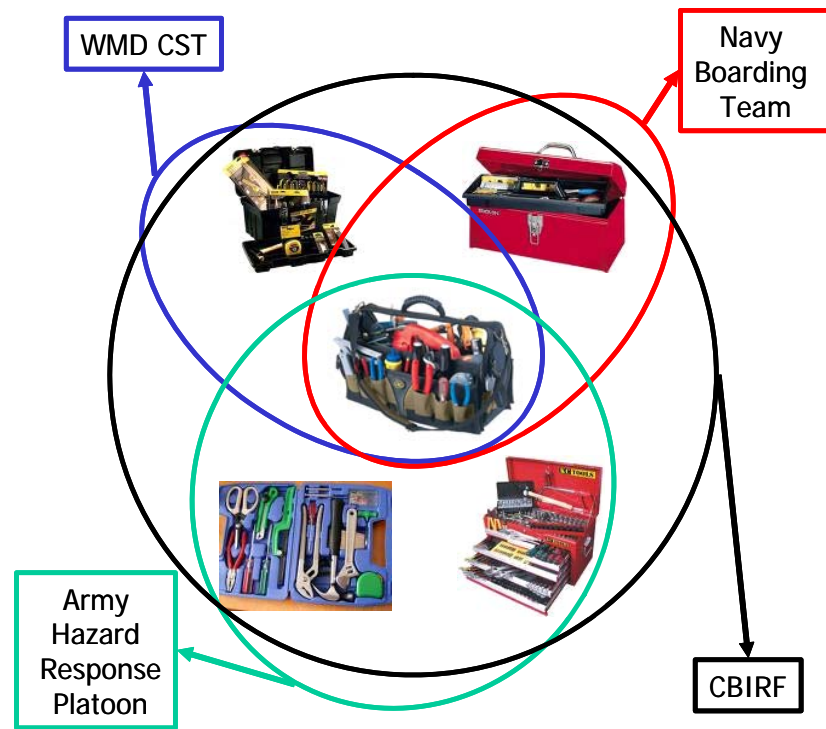 WMD CST
Navy
Boarding
Team
Army
Hazard
Response
Platoon
CBIRF